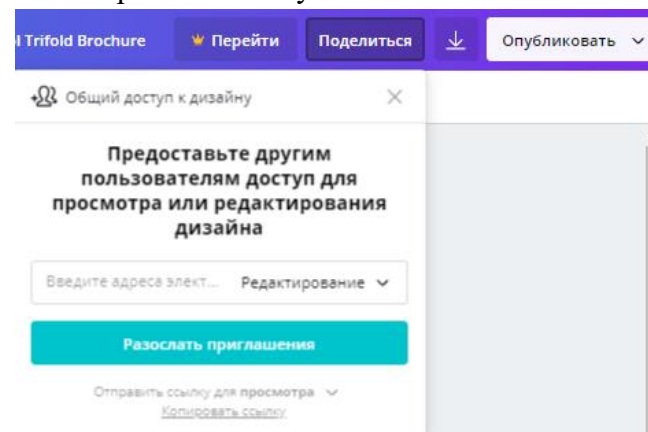 l Trifold Brochure Перейти Поделиться Опубликовать
Общий доступ к дизайну
Предоставьте другим
пользователям доступ для
просмотра или редактирования
дизайна
Введите адреса элект... Редактирование
Разослать приглашения
Отправить ссылку для просмотра
Копировать ссылку